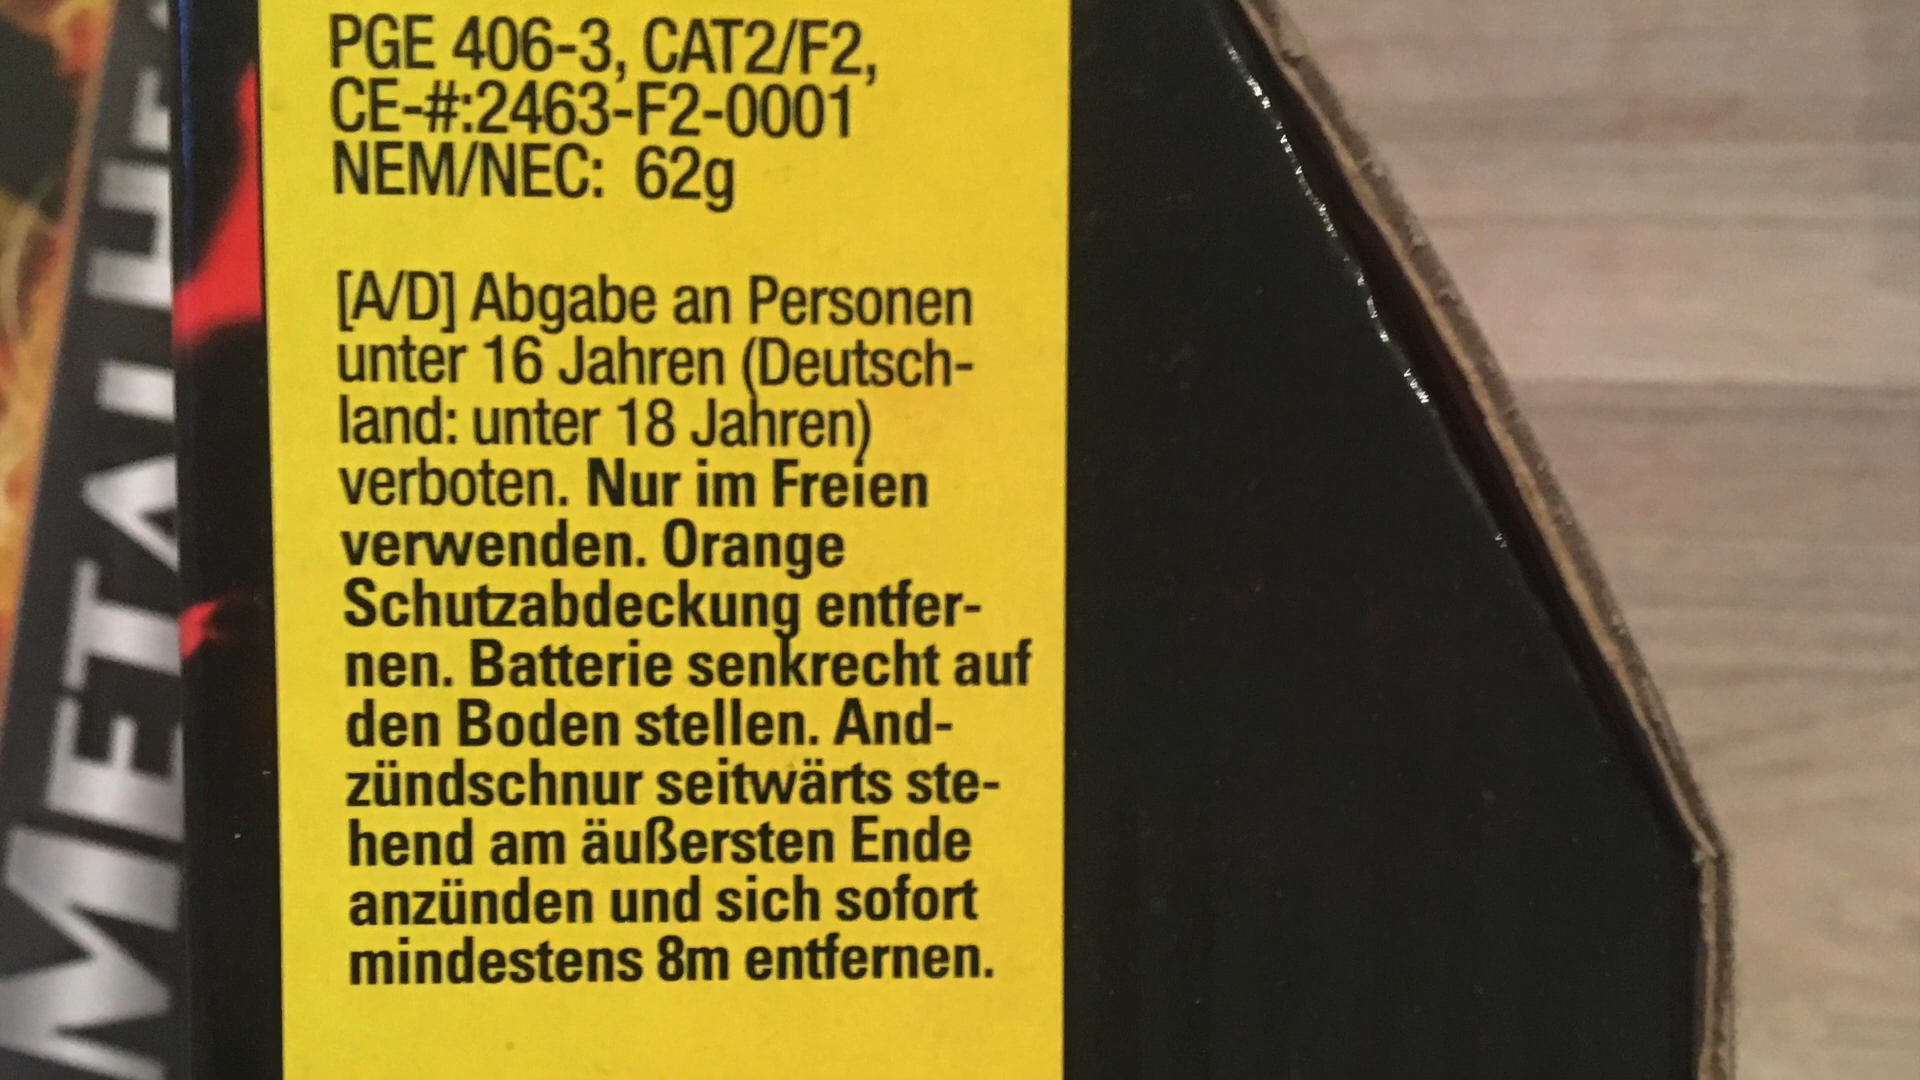 PGE 406-3, CAT2/F2,
CE-#:2463-F2-0001
NEM/NEC: 62g
[A/D] Abgabe an Personen
unter 16 Jahren (Deutsch-
land: unter 18 Jahren)
verboten. Nur im Freien
verwenden. Orange
Schutzabdeckung entfer-
nen. Batterie senkrecht auf
den Boden stellen. And-
zündschnur seitwärts ste-
hend am äußersten Ende
anzünden und sich sofort
mindestens 8m entfernen.